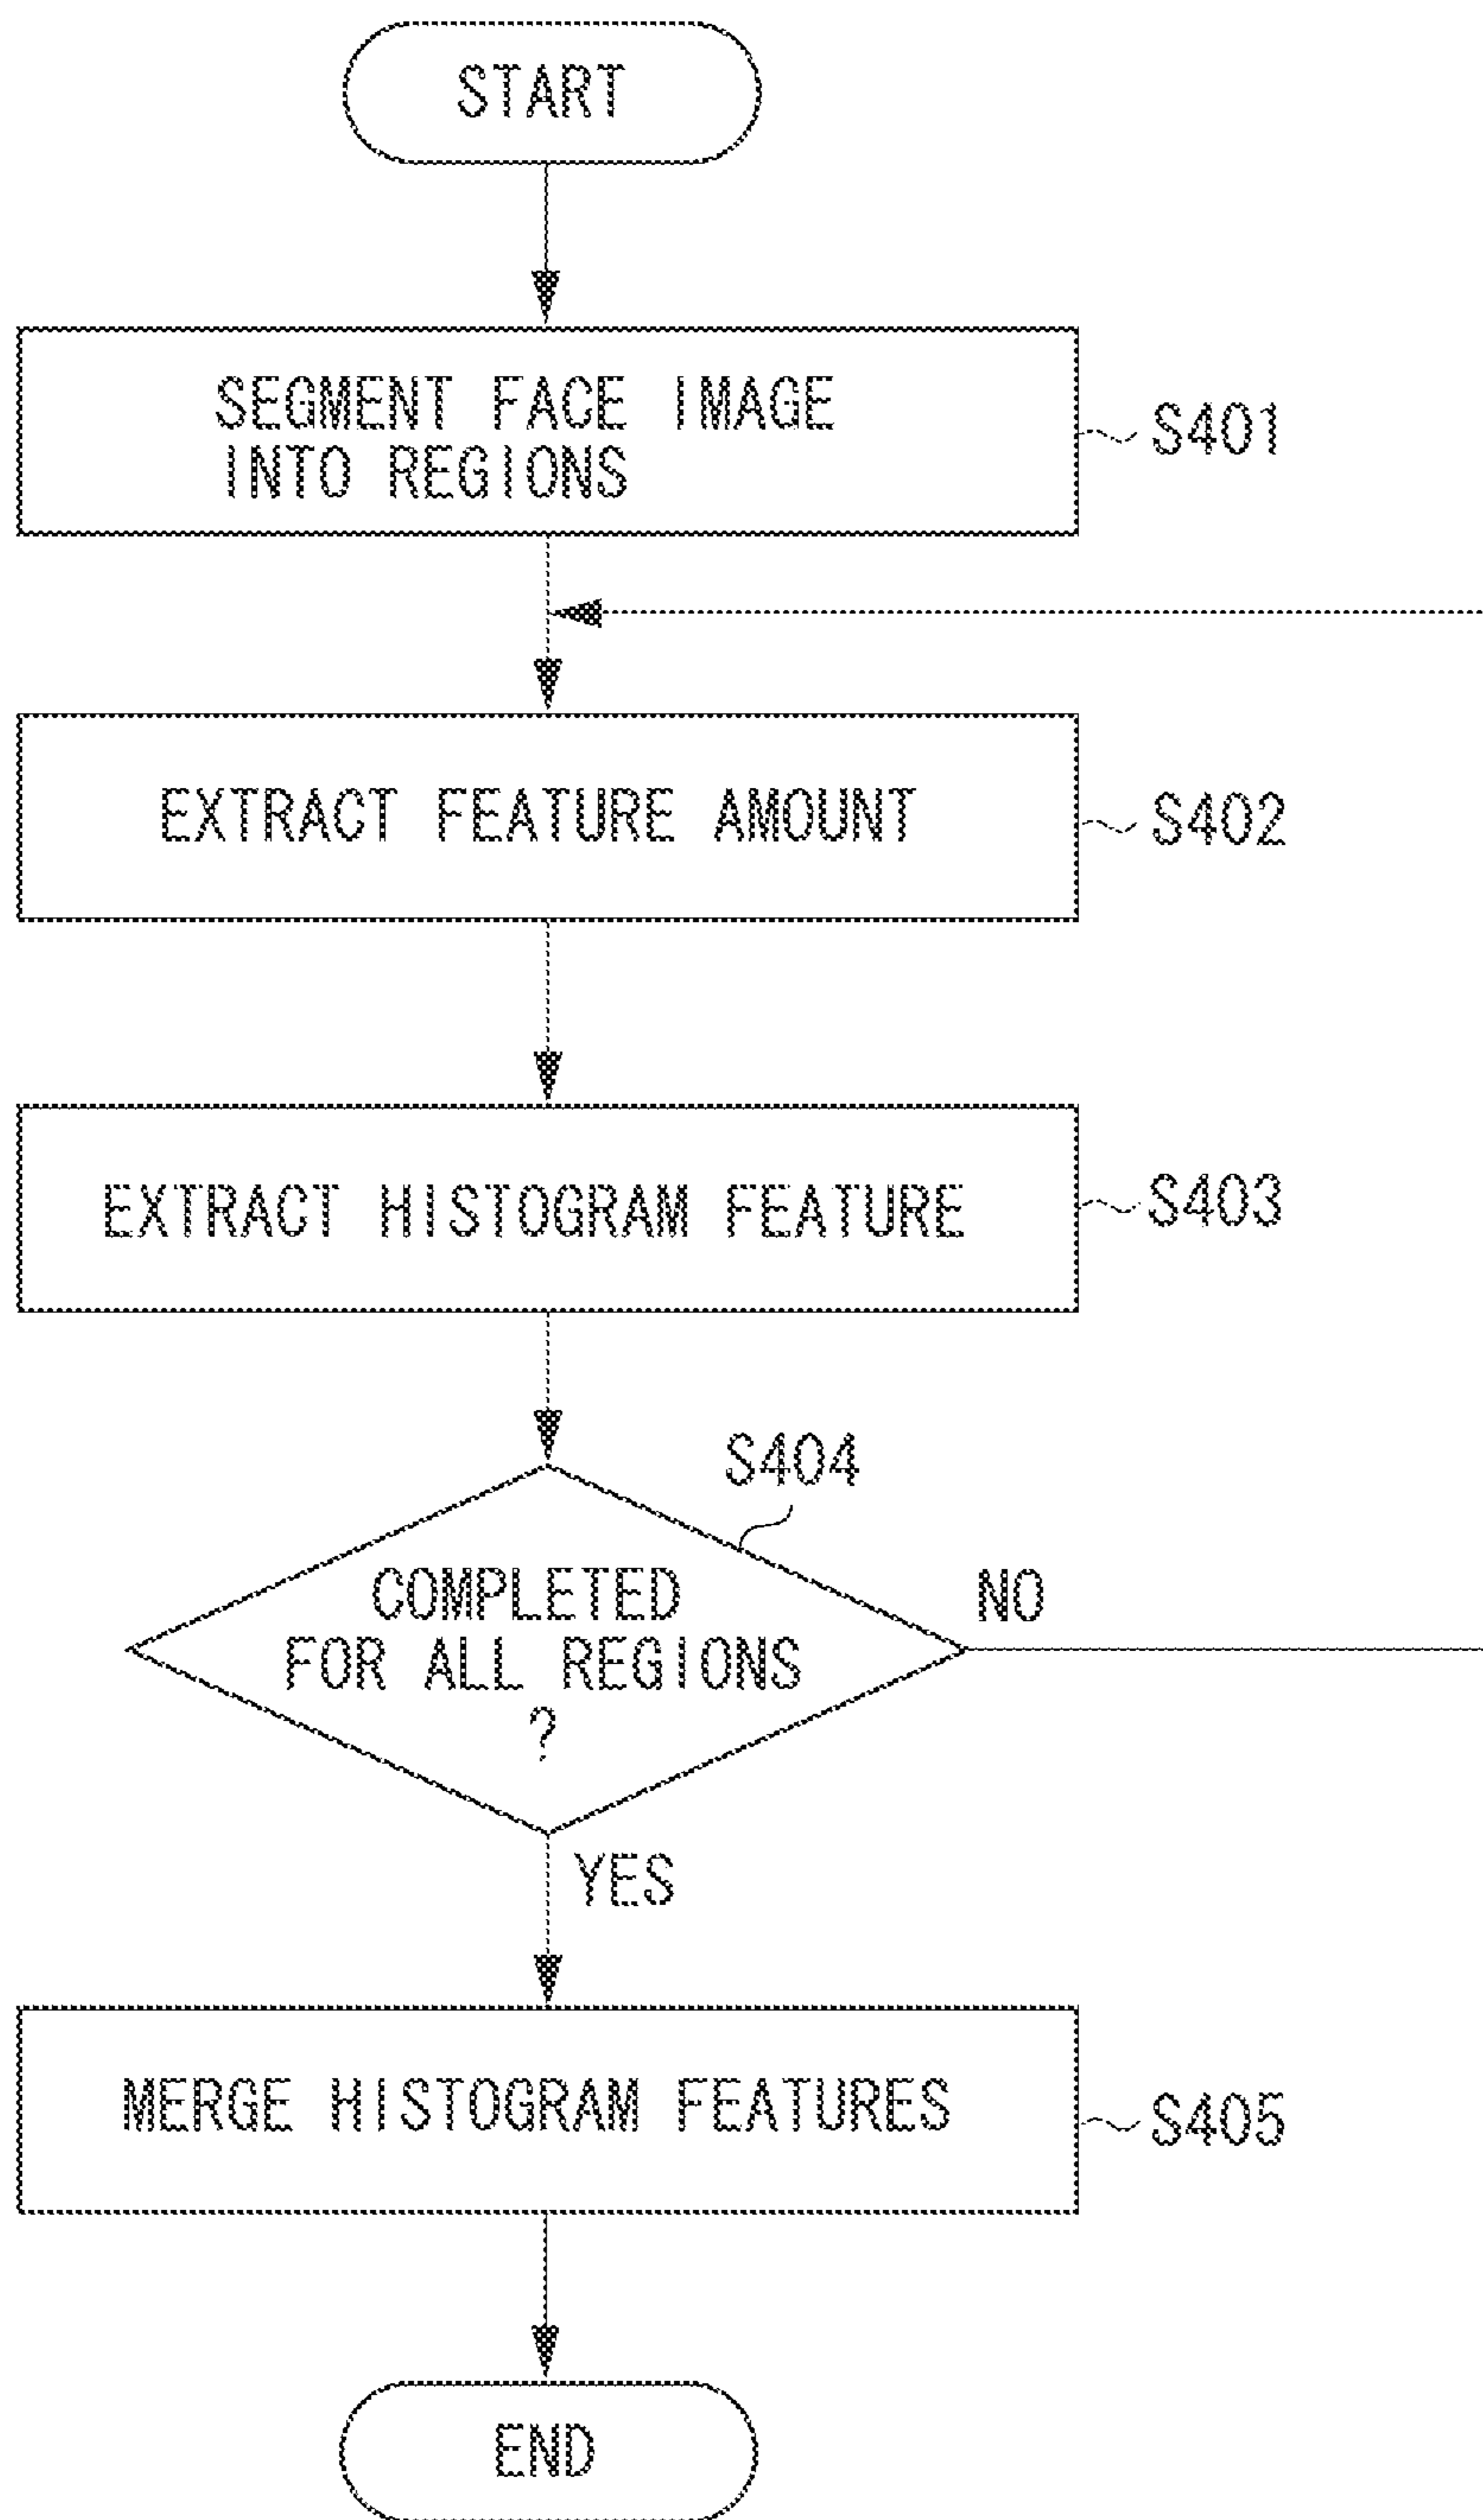 START
SEGMENT FACE IMAGE
INTO REGIONS
S401
EXTRACT FEATURE AMOUNT
S402
EXTRACT HISTOGRAM FEATURE
S403
S404
COMPLETED
FOR ALL REGIONS
?
NO
YES
MERGE HISTOGRAM FEATURES
S405
END